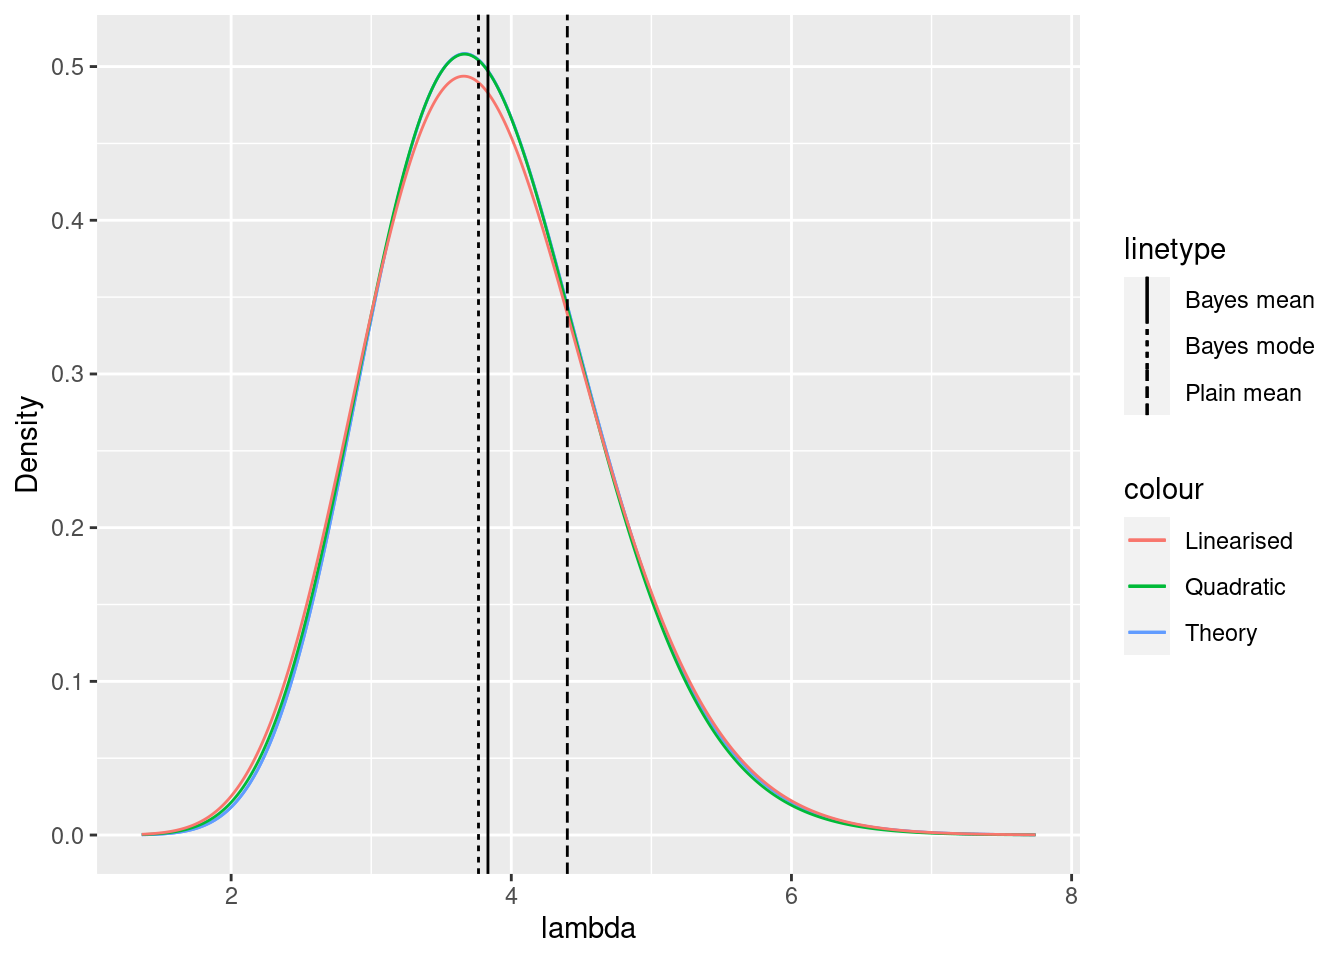 0.5
0.4
0.3
0.2
0.1
0.0
Density
2
4
6
8
lambda
linetype
Bayes mean
Bayes mode
Plain mean
colour
Linearised
Quadratic
Theory